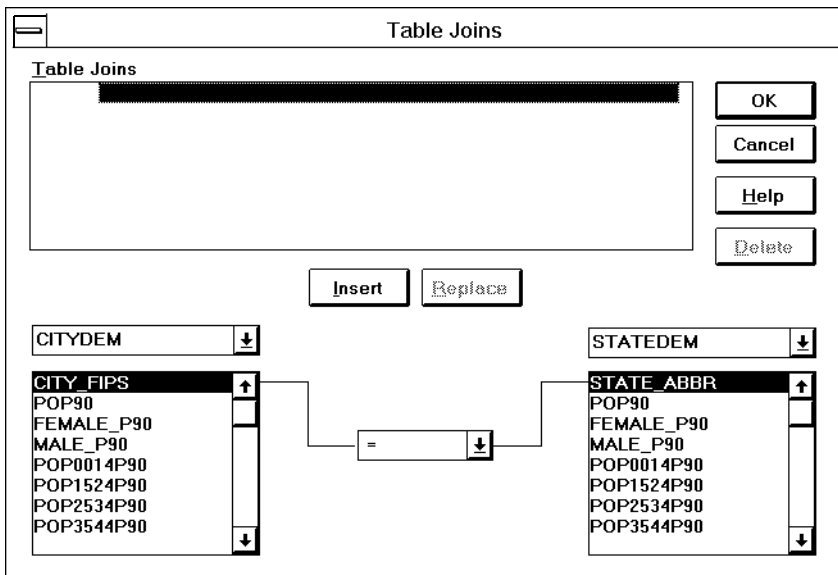 Table Joins
Table Joins
OK
Cancel
Help
Delete
Insert
Replace
CITYDEM
STATEDEM
CITY_FIPS
POP90
FEMALE_P90
MALE_P90
POP0014P90
POP1524P90
POP2534P90
POP3544P90
=
STATE_ABBR
POP90
FEMALE_P90
MALE_P90
POP0014P90
POP1524P90
POP2534P90
POP3544P90